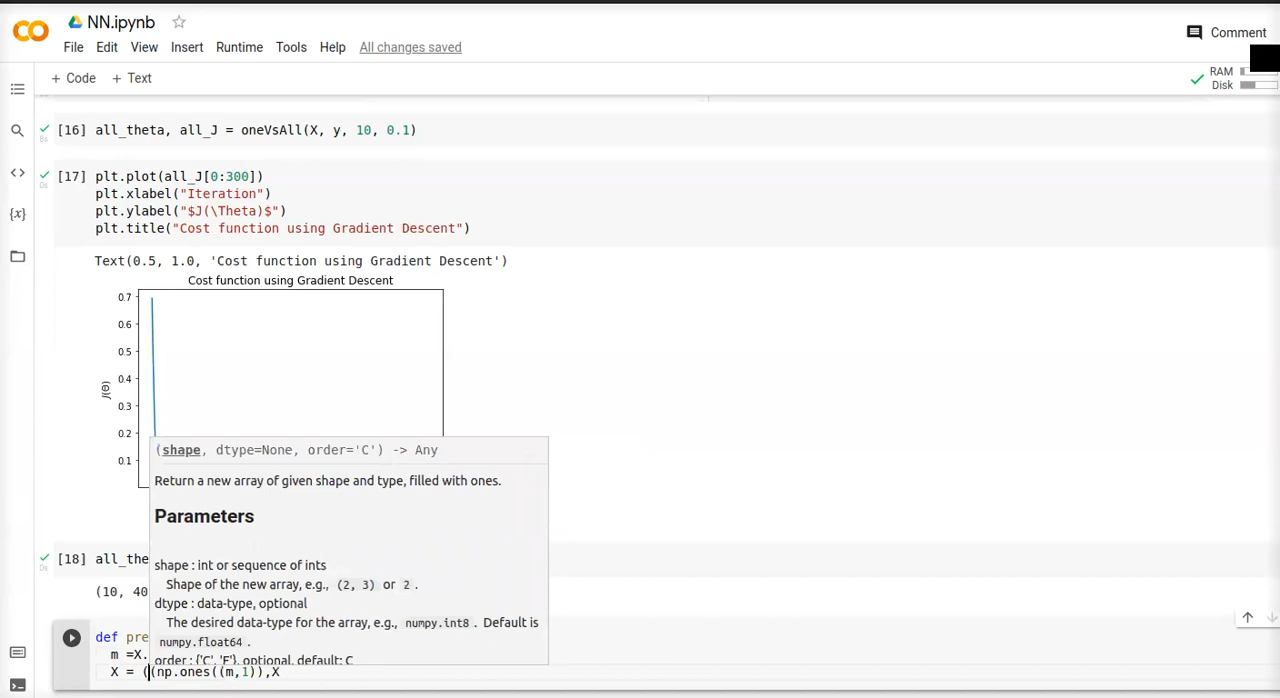 NN.ipynb
File Edit View Insert Runtime Tools Help All changes saved
Comment
+ Code + Text
RAM
Disk
[16] all_theta, all_J = oneVsAll(X, y, 10, 0.1)
8s
[17] plt.plot(all_J[0:300])
0s
plt.xlabel("Iteration")
plt.ylabel("$J(\Theta)$")
plt.title("Cost function using Gradient Descent")
Text(0.5, 1.0, 'Cost function using Gradient Descent')
Cost function using Gradient Descent
0.7
0.6
0.5
0.4
0.3
0.2
0.1
J(Θ)
(shape, dtype=None, order='C') -> Any
Return a new array of given shape and type, filled with ones.
Parameters
shape : int or sequence of ints
Shape of the new array, e.g., (2, 3) or 2 .
dtype : data-type, optional
The desired data-type for the array, e.g., numpy.int8 . Default is
numpy.float64 .
order : {'C', 'F'}, optional, default: C
[18] all_the
0s
(10, 40
def pre
m =X.
X = ((np.ones((m,1)),X